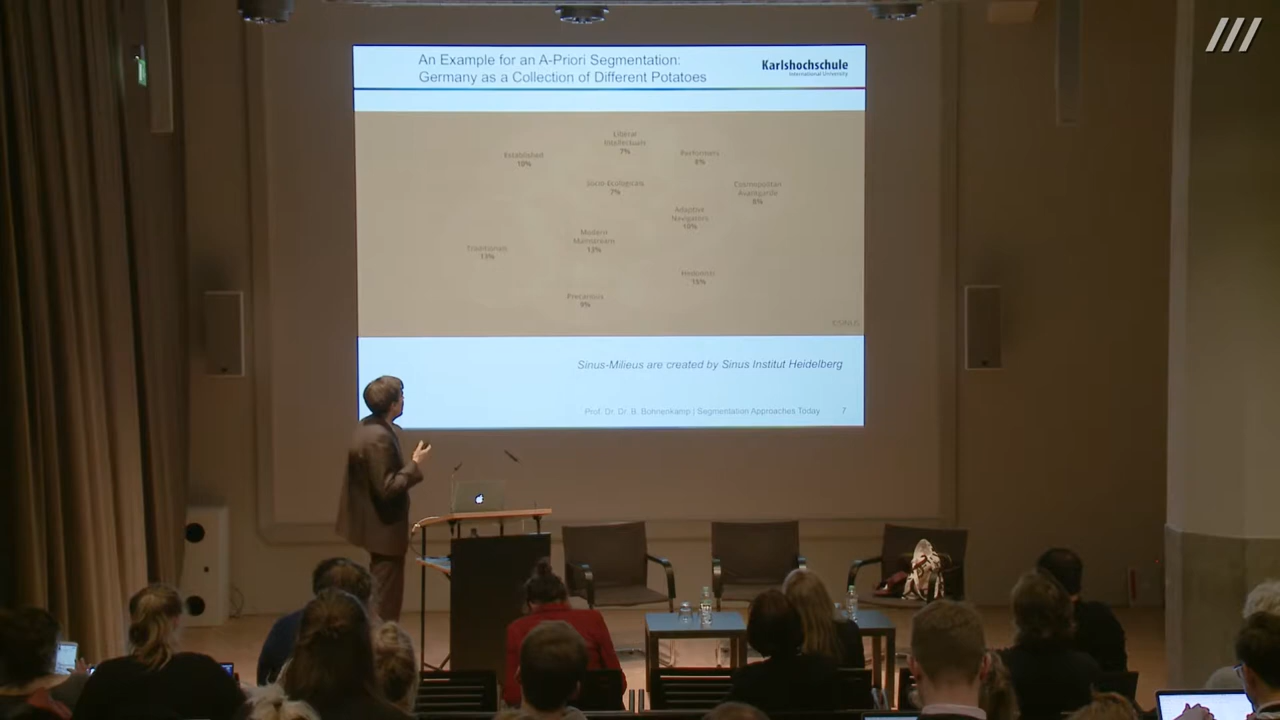 An Example for an A-Priori Segmentation:
Germany as a Collection of Different Potatoes
Karlshochschule
International University
Liberal
Intellectuals
7%
Established
10%
Performers
8%
Socio-Ecologicals
7%
Cosmopolitan
Avantgarde
8%
Adaptive
Navigators
10%
Modern
Mainstream
13%
13%
Hedonists
15%
Precarious
9%
©SINUS
Sinus-Milieus are created by Sinus Institut Heidelberg
Prof. Dr. Dr. B. Bohnenkamp | Segmentation Approaches Today 7